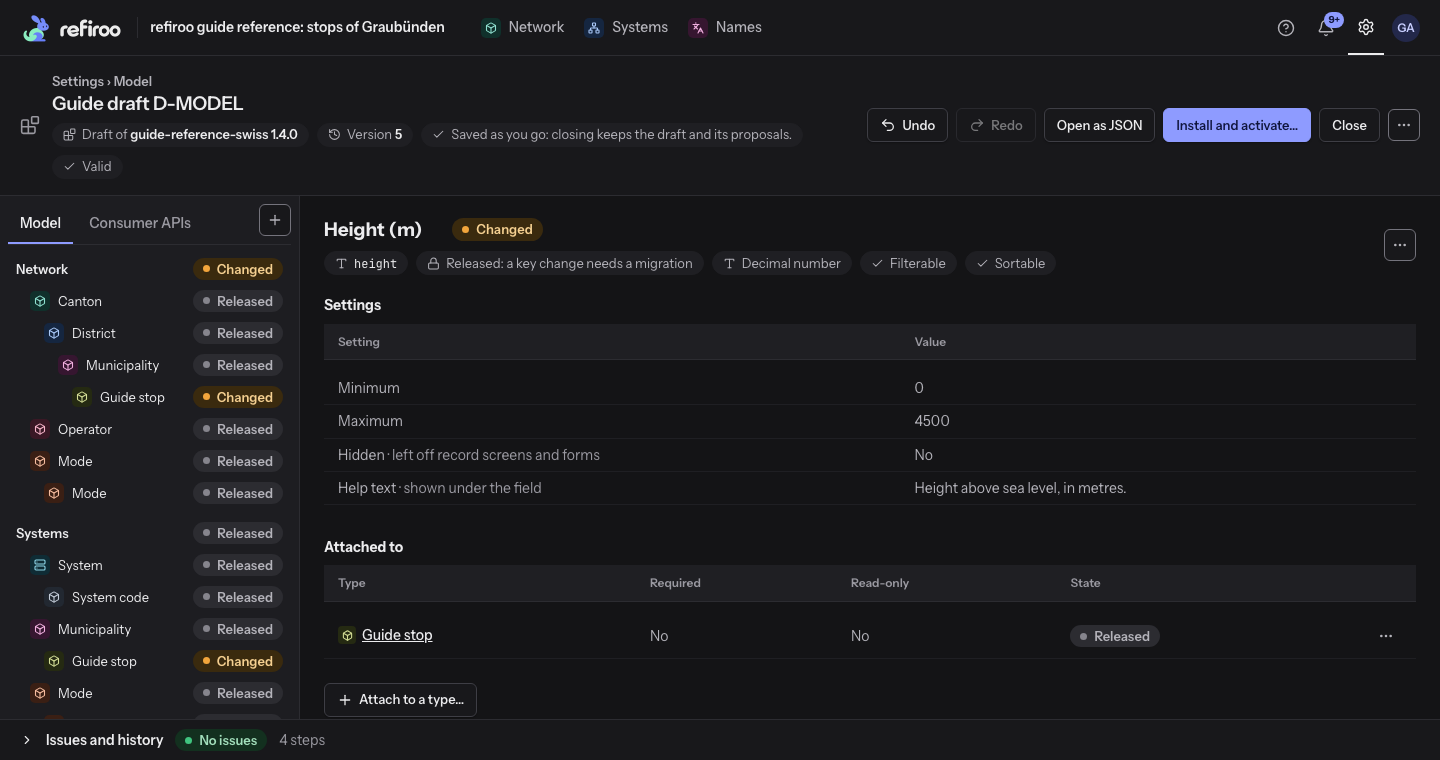 refiroo
refiroo guide reference: stops of Graubünden
Network
Systems
Names
9+
GA
Settings › Model
Guide draft D-MODEL
Draft of guide-reference-swiss 1.4.0
Version 5
Saved as you go: closing keeps the draft and its proposals.
Valid
Undo
Redo
Open as JSON
Install and activate...
Close
Model
Consumer APIs
Network Changed
Canton Released
District Released
Municipality Released
Guide stop Changed
Operator Released
Mode Released
Mode Released
Systems Released
System Released
System code Released
Municipality Released
Guide stop Changed
Mode Released
Height (m) Changed
height
Released: a key change needs a migration
Decimal number
Filterable
Sortable
Settings
Setting Value
Minimum 0
Maximum 4500
Hidden · left off record screens and forms No
Help text · shown under the field Height above sea level, in metres.
Attached to
Type Required Read-only State
Guide stop No No Released
Attach to a type...
Issues and history No issues 4 steps